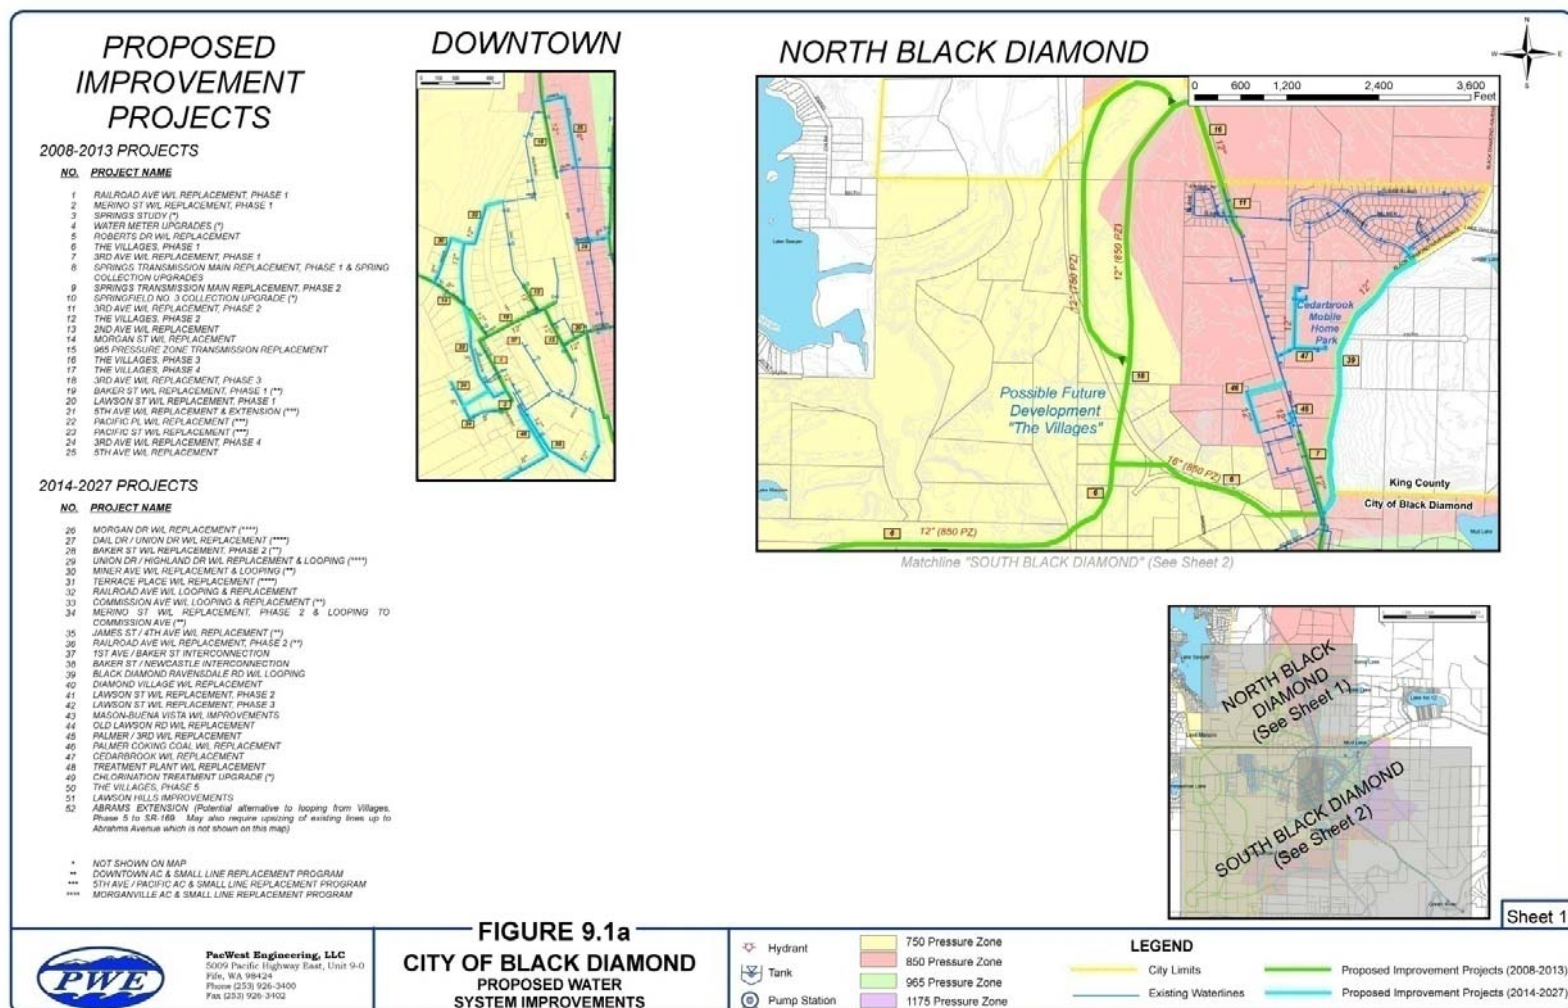 PROPOSED
IMPROVEMENT
PROJECTS
2008-2013 PROJECTS
NO. PROJECT NAME
1 RAILROAD AVE W/L REPLACEMENT, PHASE 1
2 MERINO ST W/L REPLACEMENT, PHASE 1
3 SPRINGS STUDY (*)
4 WATER METER UPGRADES (*)
5 ROBERTS DR W/L REPLACEMENT
6 THE VILLAGES, PHASE 1
7 3RD AVE W/L REPLACEMENT, PHASE 1
8 SPRINGS TRANSMISSION MAIN REPLACEMENT, PHASE 1 & SPRING
COLLECTION UPGRADES
9 SPRINGS TRANSMISSION MAIN REPLACEMENT, PHASE 2
10 SPRINGFIELD NO. 3 COLLECTION UPGRADE (*)
11 3RD AVE W/L REPLACEMENT, PHASE 2
12 THE VILLAGES, PHASE 2
13 2ND AVE W/L REPLACEMENT
14 MORGAN ST W/L REPLACEMENT
15 965 PRESSURE ZONE TRANSMISSION REPLACEMENT
16 THE VILLAGES, PHASE 3
17 THE VILLAGES, PHASE 4
18 3RD AVE W/L REPLACEMENT, PHASE 3
19 BAKER ST W/L REPLACEMENT, PHASE 1 (**)
20 LAWSON ST W/L REPLACEMENT, PHASE 1
21 5TH AVE W/L REPLACEMENT & EXTENSION (***)
22 PACIFIC PL W/L REPLACEMENT (***)
23 PACIFIC ST W/L REPLACEMENT (***)
24 3RD AVE W/L REPLACEMENT, PHASE 4
25 5TH AVE W/L REPLACEMENT
2014-2027 PROJECTS
NO. PROJECT NAME
26 MORGAN DR W/L REPLACEMENT (****)
27 DAIL DR / UNION DR W/L REPLACEMENT (****)
28 BAKER ST W/L REPLACEMENT, PHASE 2 (**)
29 UNION DR / HIGHLAND DR W/L REPLACEMENT & LOOPING (****)
30 MINER AVE W/L REPLACEMENT & LOOPING (**)
31 TERRACE PLACE W/L REPLACEMENT (****)
32 RAILROAD AVE W/L LOOPING & REPLACEMENT
33 COMMISSION AVE W/L LOOPING & REPLACEMENT (**)
34 MERINO ST W/L REPLACEMENT, PHASE 2 & LOOPING TO
COMMISSION AVE (**)
35 JAMES ST / 4TH AVE W/L REPLACEMENT (**)
36 RAILROAD AVE W/L REPLACEMENT, PHASE 2 (**)
37 1ST AVE / BAKER ST INTERCONNECTION
38 BAKER ST / NEWCASTLE INTERCONNECTION
39 BLACK DIAMOND RAVENSDALE RD W/L LOOPING
40 DIAMOND VILLAGE W/L REPLACEMENT
41 LAWSON ST W/L REPLACEMENT, PHASE 2
42 LAWSON ST W/L REPLACEMENT, PHASE 3
43 MASON-BUENA VISTA W/L IMPROVEMENTS
44 OLD LAWSON RD W/L REPLACEMENT
45 PALMER / 3RD W/L REPLACEMENT
46 PALMER COKING COAL W/L REPLACEMENT
47 CEDARBROOK W/L REPLACEMENT
48 TREATMENT PLANT W/L REPLACEMENT
49 CHLORINATION TREATMENT UPGRADE (*)
50 THE VILLAGES, PHASE 5
51 LAWSON HILLS IMPROVEMENTS
52 ABRAMS EXTENSION (Potential alternative to looping from Villages,
Phase 5 to SR-169. May also require upsizing of existing lines up to
Abrahms Avenue which is not shown on this map)
* NOT SHOWN ON MAP
** DOWNTOWN AC & SMALL LINE REPLACEMENT PROGRAM
*** 5TH AVE / PACIFIC AC & SMALL LINE REPLACEMENT PROGRAM
**** MORGANVILLE AC & SMALL LINE REPLACEMENT PROGRAM
DOWNTOWN
NORTH BLACK DIAMOND
N
W E
S
0 600 1,200 2,400 3,600
Feet
16
12"
11
Lake Sawyer
12" (750 PZ)
12" (850 PZ)
12"
Cedarbrook
Mobile
Home
Park
12"
47
39
18
46
12"
45
Possible Future
Development
"The Villages"
7
12"
16" (850 PZ)
6
6
King County
City of Black Diamond
Mud Lake
6
12" (850 PZ)
Matchline "SOUTH BLACK DIAMOND" (See Sheet 2)
NORTH BLACK
DIAMOND
(See Sheet 1)
SOUTH BLACK DIAMOND
(See Sheet 2)
Sheet 1
PWE
PacWest Engineering, LLC
5009 Pacific Highway East, Unit 9-0
Fife, WA 98424
Phone (253) 926-3400
Fax (253) 926-3402
FIGURE 9.1a
CITY OF BLACK DIAMOND
PROPOSED WATER
SYSTEM IMPROVEMENTS
LEGEND
Hydrant
Tank
Pump Station
750 Pressure Zone
850 Pressure Zone
965 Pressure Zone
1175 Pressure Zone
City Limits
Existing Waterlines
Proposed Improvement Projects (2008-2013)
Proposed Improvement Projects (2014-2027)